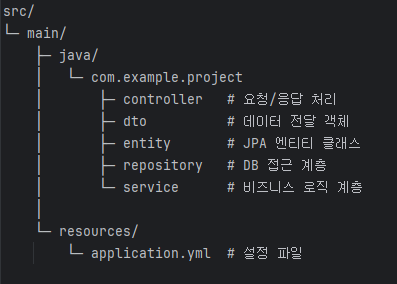 src/
└─ main/
   ├─ java/
   │   └─ com.example.project
   │       ├─ controller   # 요청/응답 처리
   │       ├─ dto          # 데이터 전달 객체
   │       ├─ entity       # JPA 엔티티 클래스
   │       ├─ repository   # DB 접근 계층
   │       └─ service      # 비즈니스 로직 계층
   │
   └─ resources/
       └─ application.yml  # 설정 파일